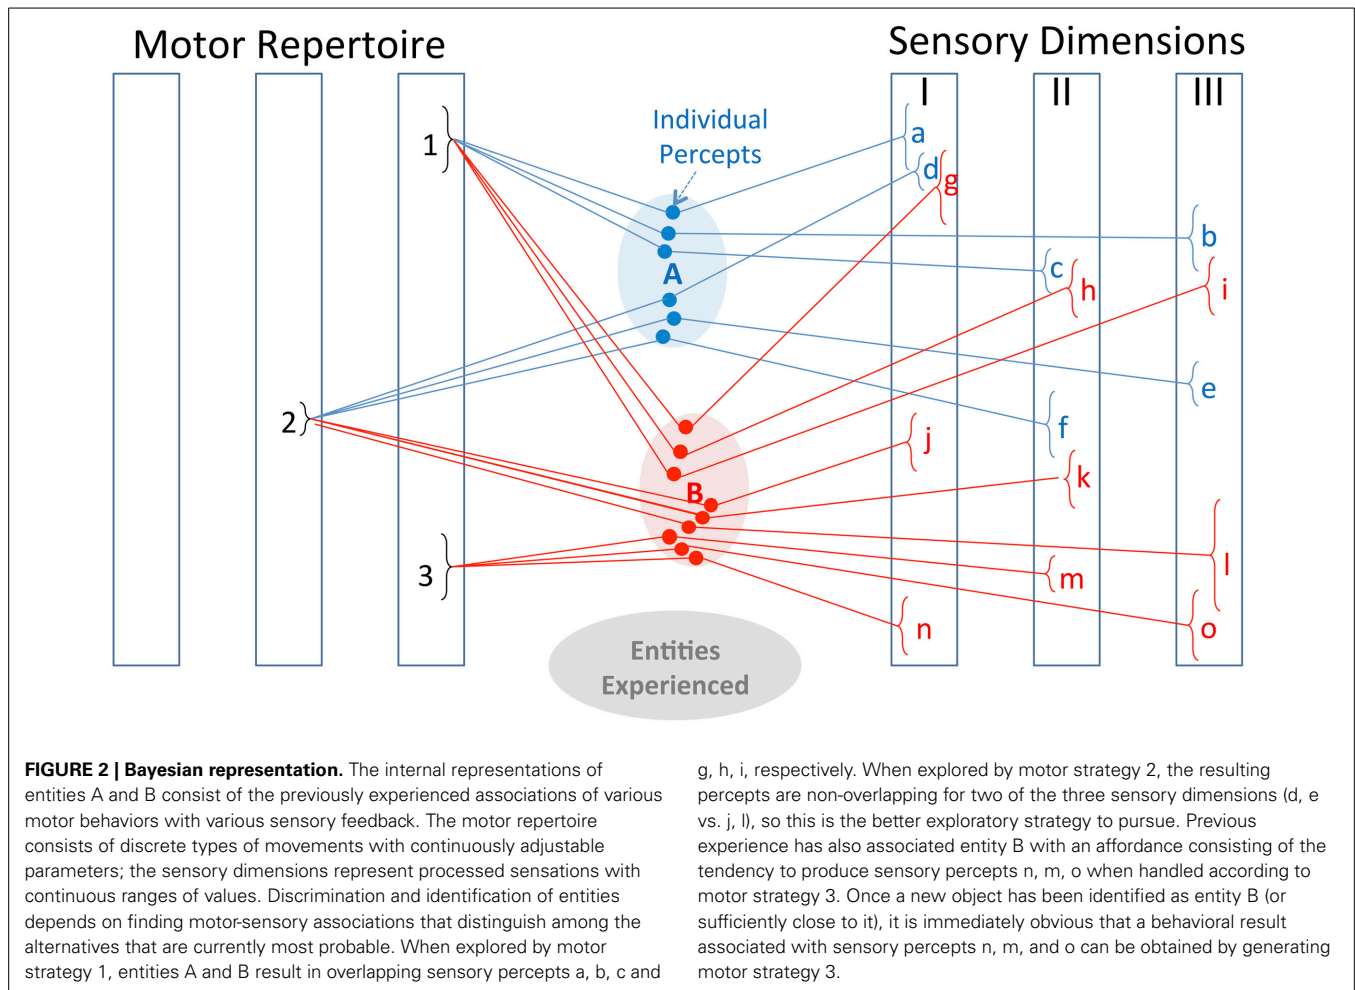 Motor Repertoire
Sensory Dimensions
I
II
III
1
2
3
Individual
Percepts
A
B
a
d
g
b
c
h
i
e
f
j
k
l
m
n
o
Entities
Experienced
FIGURE 2 | Bayesian representation. The internal representations of
entities A and B consist of the previously experienced associations of various
motor behaviors with various sensory feedback. The motor repertoire
consists of discrete types of movements with continuously adjustable
parameters; the sensory dimensions represent processed sensations with
continuous ranges of values. Discrimination and identification of entities
depends on finding motor-sensory associations that distinguish among the
alternatives that are currently most probable. When explored by motor
strategy 1, entities A and B result in overlapping sensory percepts a, b, c and
g, h, i, respectively. When explored by motor strategy 2, the resulting
percepts are non-overlapping for two of the three sensory dimensions (d, e
vs. j, l), so this is the better exploratory strategy to pursue. Previous
experience has also associated entity B with an affordance consisting of the
tendency to produce sensory percepts n, m, o when handled according to
motor strategy 3. Once a new object has been identified as entity B (or
sufficiently close to it), it is immediately obvious that a behavioral result
associated with sensory percepts n, m, and o can be obtained by generating
motor strategy 3.